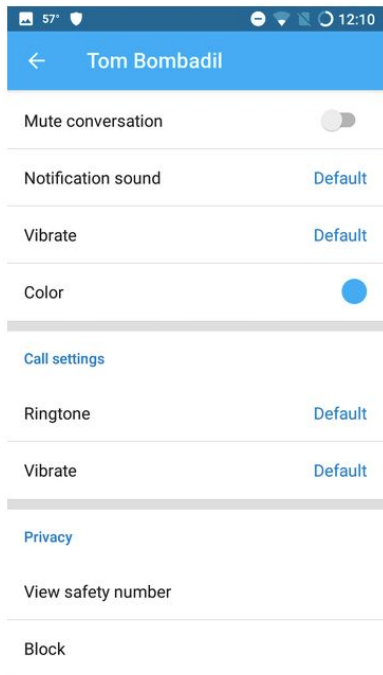 57° 12:10
Tom Bombadil
Mute conversation
Notification sound Default
Vibrate Default
Color
Call settings
Ringtone Default
Vibrate Default
Privacy
View safety number
Block